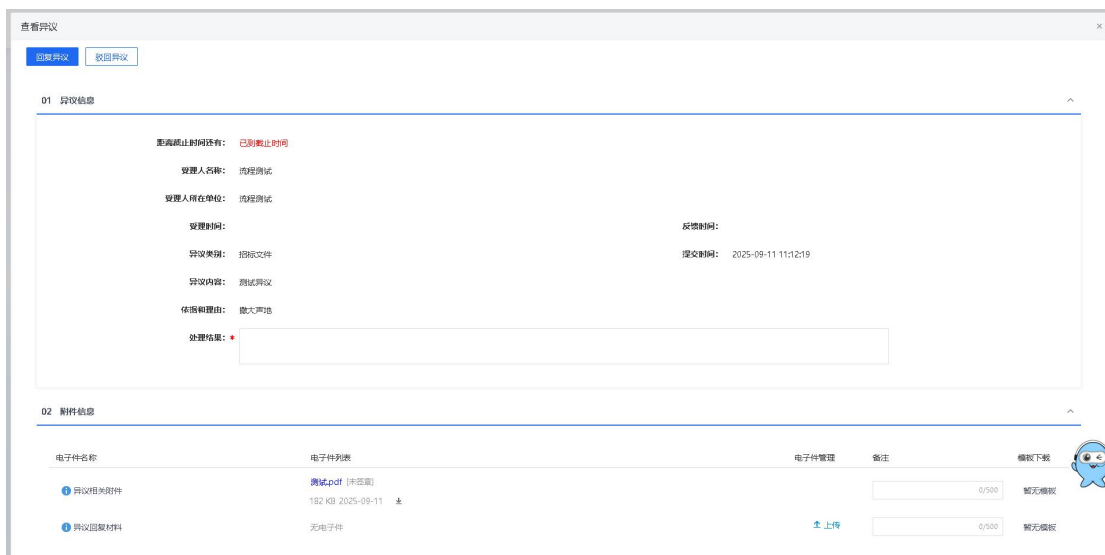 查看异议
×
回复异议 驳回异议
01 异议信息
距离截止时间还有: 已到截止时间
受理人名称: 流程测试
受理人所在单位: 流程测试
受理时间: 反馈时间:
异议类别: 招标文件 提交时间: 2025-09-11 11:12:19
异议内容: 测试异议
依据和理由: 撒大声地
处理结果: *
02 附件信息
电子件名称 电子件列表 电子件管理 备注 模板下载
异议相关附件 测试.pdf [未签章] 0/500 暂无模板
182 KB 2025-09-11
异议回复材料 无电子件 上传 0/500 暂无模板